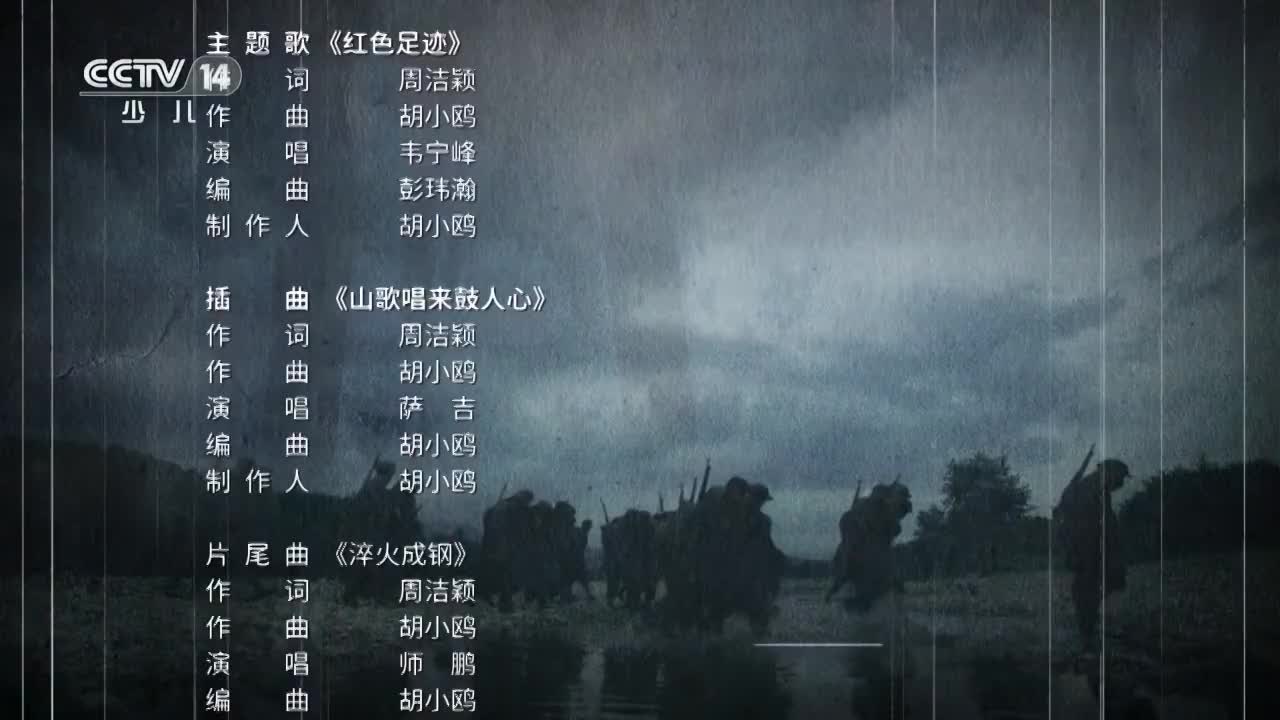 CCTV 14
少儿
主题歌《红色足迹》
作词 周洁颖
作曲 胡小鸥
演唱 韦宁峰
编曲 彭玮瀚
制作人 胡小鸥
插曲《山歌唱来鼓人心》
作词 周洁颖
作曲 胡小鸥
演唱 萨吉
编曲 胡小鸥
制作人 胡小鸥
片尾曲《淬火成钢》
作词 周洁颖
作曲 胡小鸥
演唱 师鹏
编曲 胡小鸥